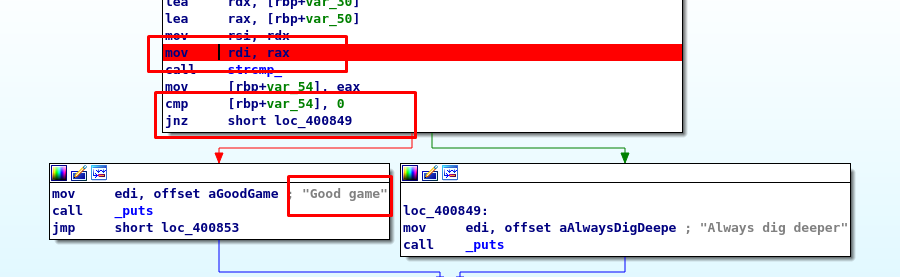 lea rdx, [rbp+var_30]
lea rax, [rbp+var_50]
mov rsi, rdx
mov rdi, rax
call strcmp_
mov [rbp+var_54], eax
cmp [rbp+var_54], 0
jnz short loc_400849
mov edi, offset aGoodGame ; "Good game"
call _puts
jmp short loc_400853
loc_400849:
mov edi, offset aAlwaysDigDeepe ; "Always dig deeper"
call _puts